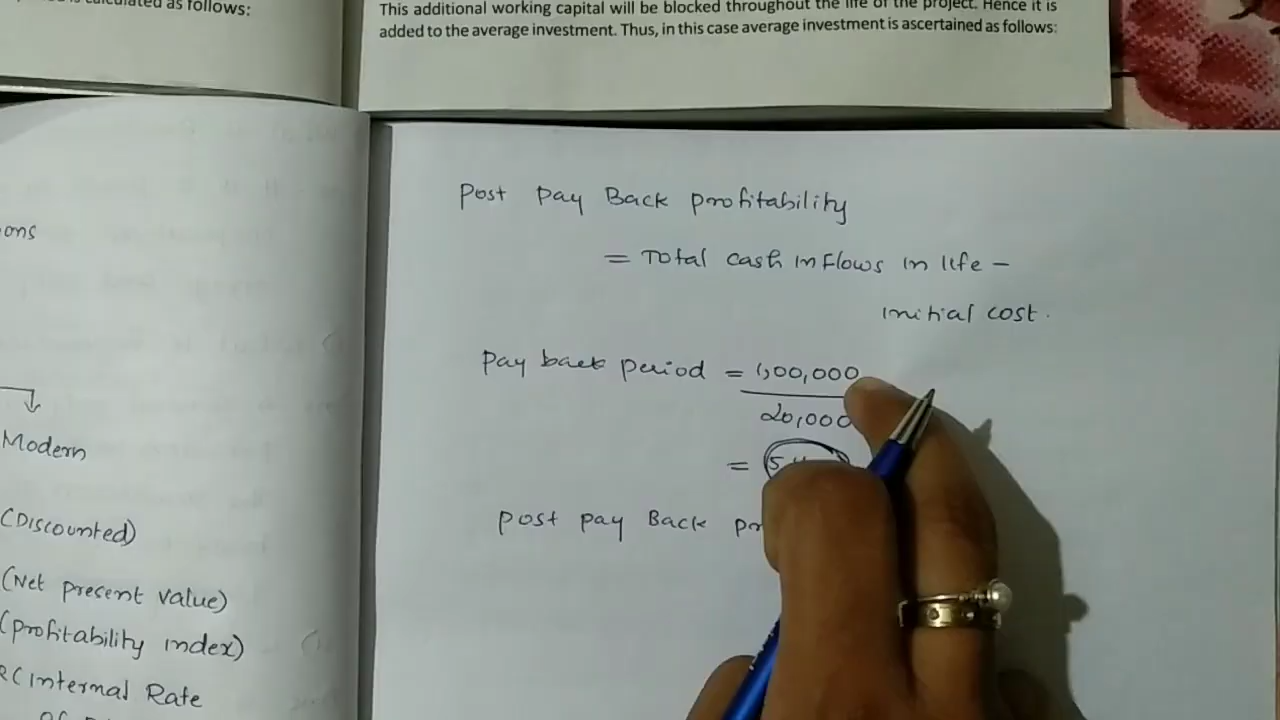 is calculated as follows:
This additional working capital will be blocked throughout the life of the project. Hence it is
added to the average investment. Thus, in this case average investment is ascertained as follows:
ons
Modern
(Discounted)
(Net present value)
(profitability index)
R(Internal Rate
Post Pay Back profitability
= Total cash inflows in life –
initial cost.
Pay back period = 1,00,000
20,000
= 5
post pay Back